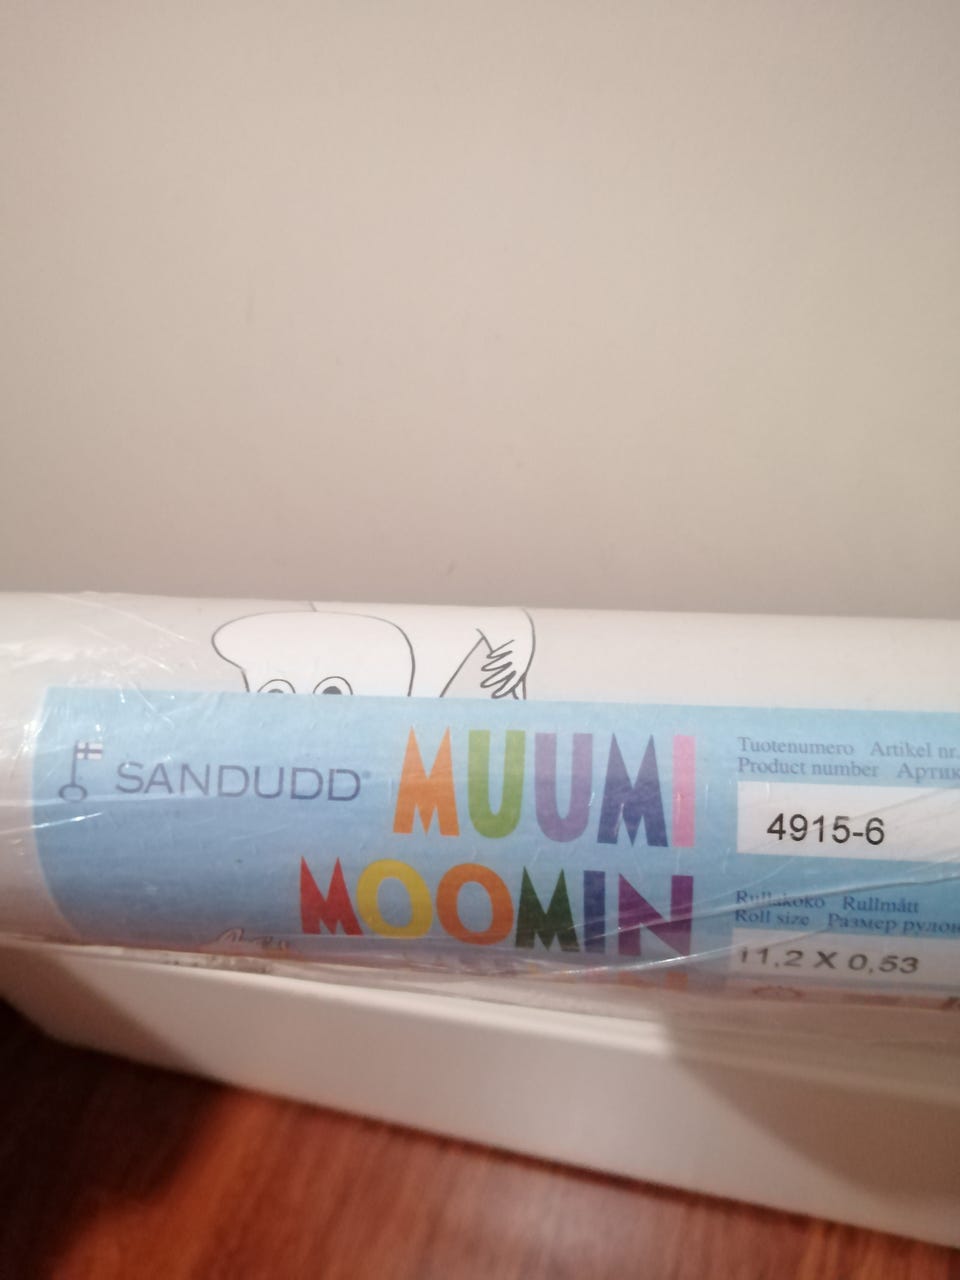 SANDUDD®
MUUMI
MOOMIN
Tuotenumero Artikel nr.
Product number
4915-6
Rullakoko Rullmått
Roll size Размер
11,2 X 0,53